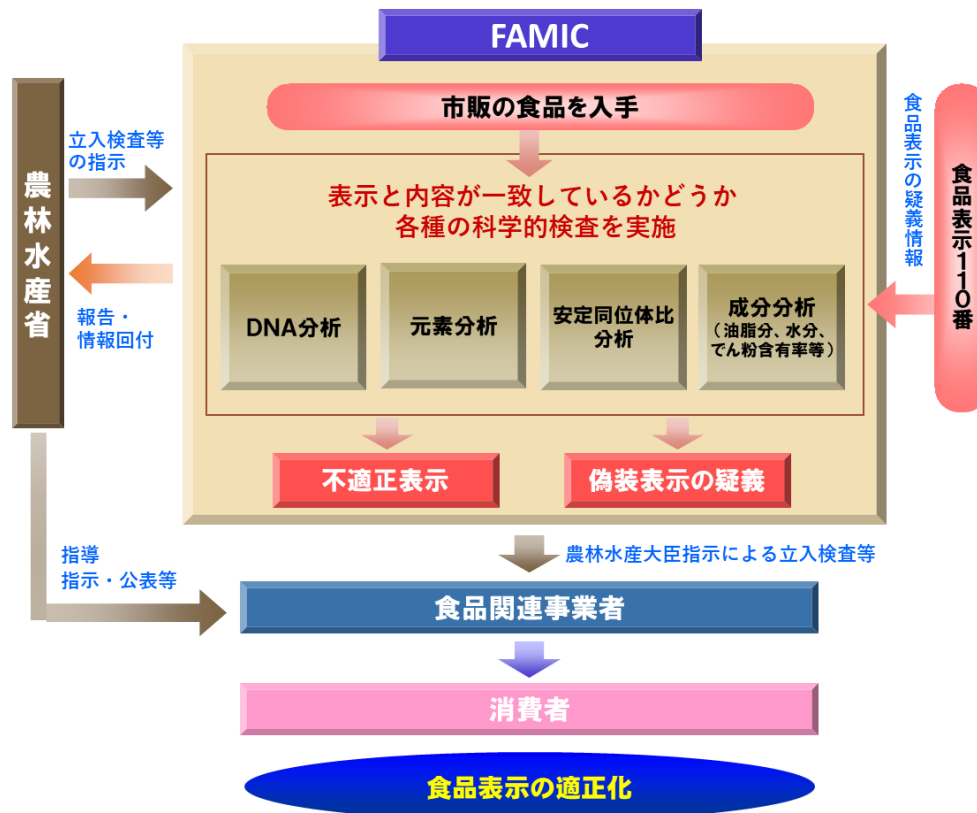 FAMIC
市販の食品を入手
表示と内容が一致しているかどうか
各種の科学的検査を実施
DNA分析
元素分析
安定同位体比
分析
成分分析
（油脂分、水分、
でん粉含有率等）
不適正表示
偽装表示の疑義
農林水産省
立入検査等
の指示
報告・
情報回付
食品表示の疑義情報
食品表示110番
指導
指示・公表等
農林水産大臣指示による立入検査等
食品関連事業者
消費者
食品表示の適正化